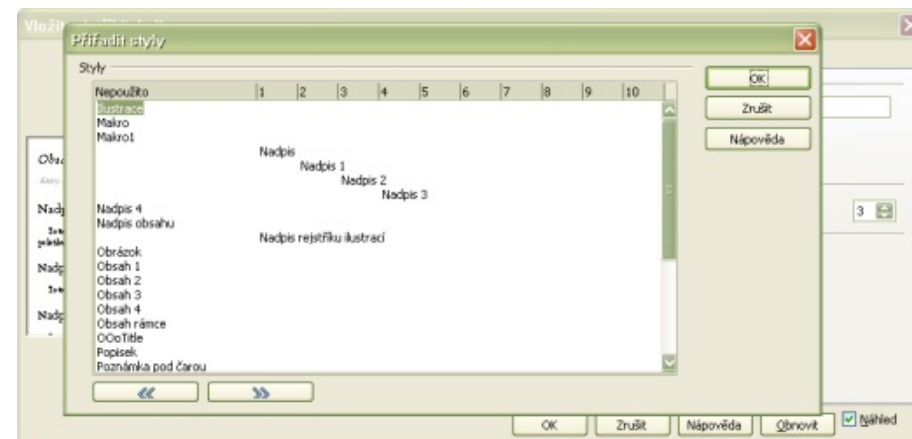 Vložit
Přiřadit styly
Styly
Nepoužito 1 2 3 4 5 6 7 8 9 10
Ilustrace
Makro
Makro1
Nadpis
Nadpis 1
Nadpis 2
Nadpis 3
Nadpis 4
Nadpis obsahu
Nadpis rejstříku ilustrací
Obrázok
Obsah 1
Obsah 2
Obsah 3
Obsah 4
Obsah rámce
OOoTitle
Popisek
Poznámka pod čarou
OK
Zrušit
Nápověda
3
OK Zrušit Nápověda Obnovit Náhled